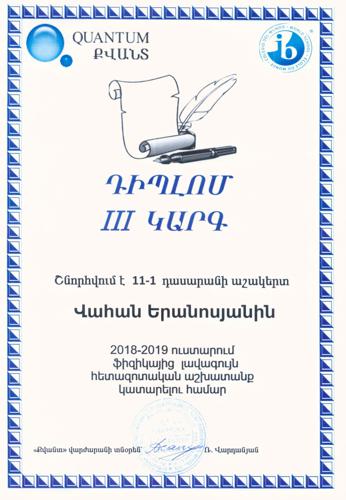 QUANTUM
ՔՎԱՆՏ
ԴԻՊԼՈՄ
III ԿԱՐԳ
Շնորհվում է 11-1 դասարանի աշակերտ
Վահան Երանոսյանին
2018-2019 ուստարում
ֆիզիկայից լավագույն
հետազոտական աշխատանք
կատարելու համար
«Քվանտ» վարժարանի տնօրեն Ռ. Վարդանյան